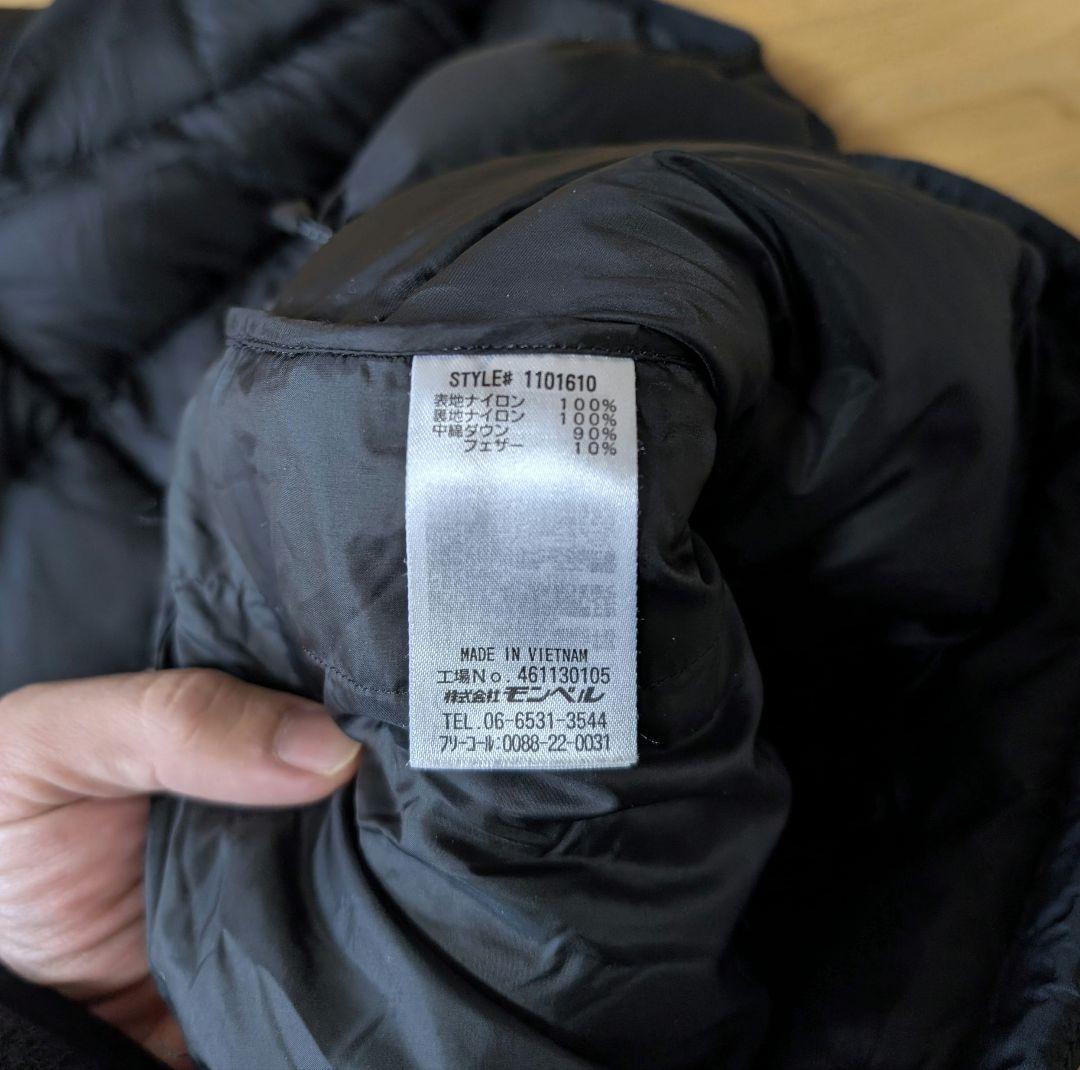 STYLE# 1101610
表地ナイロン 100%
裏地ナイロン 100%
中綿ダウン 90%
フェザー 10%
MADE IN VIETNAM
工場No. 461130105
株式会社 モンベル
TEL.06-6531-3544
フリーコール:0088-22-0031